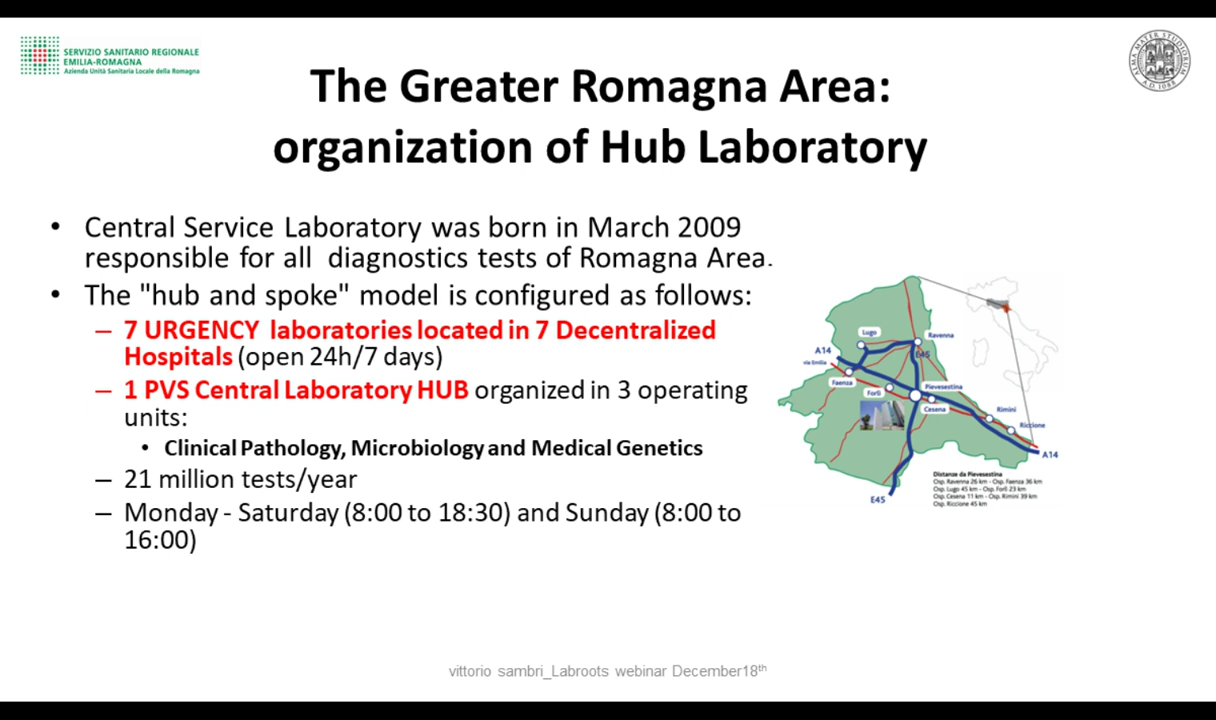 SERVIZIO SANITARIO REGIONALE
EMILIA-ROMAGNA
Azienda Unità Sanitaria Locale della Romagna
ALMA MATER STUDIORUM
A.D. 1088
The Greater Romagna Area:
organization of Hub Laboratory
• Central Service Laboratory was born in March 2009
responsible for all diagnostics tests of Romagna Area.
• The "hub and spoke" model is configured as follows:
– 7 URGENCY laboratories located in 7 Decentralized
Hospitals (open 24h/7 days)
– 1 PVS Central Laboratory HUB organized in 3 operating
units:
• Clinical Pathology, Microbiology and Medical Genetics
– 21 million tests/year
– Monday - Saturday (8:00 to 18:30) and Sunday (8:00 to
16:00)
Lugo
Ravenna
A14
E45
via Emilia
Faenza
Forlì
Pievesestina
Cesena
Rimini
Riccione
A14
E45
Distanze da Pievesestina
Osp. Ravenna 26 km - Osp. Faenza 36 km
Osp. Lugo 45 km - Osp. Forlì 23 km
Osp. Cesena 11 km - Osp. Rimini 39 km
Osp. Riccione 45 km
vittorio sambri_Labroots webinar December18th